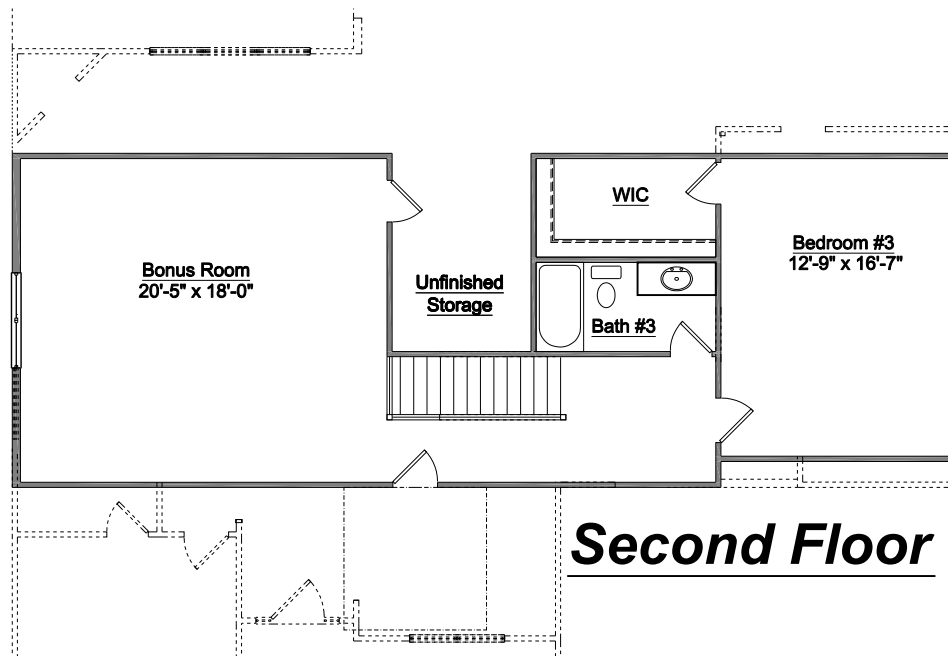 WIC
Bedroom #3
12'-9" x 16'-7"
Bonus Room
20'-5" x 18'-0"
Unfinished
Storage
Bath #3
Second Floor